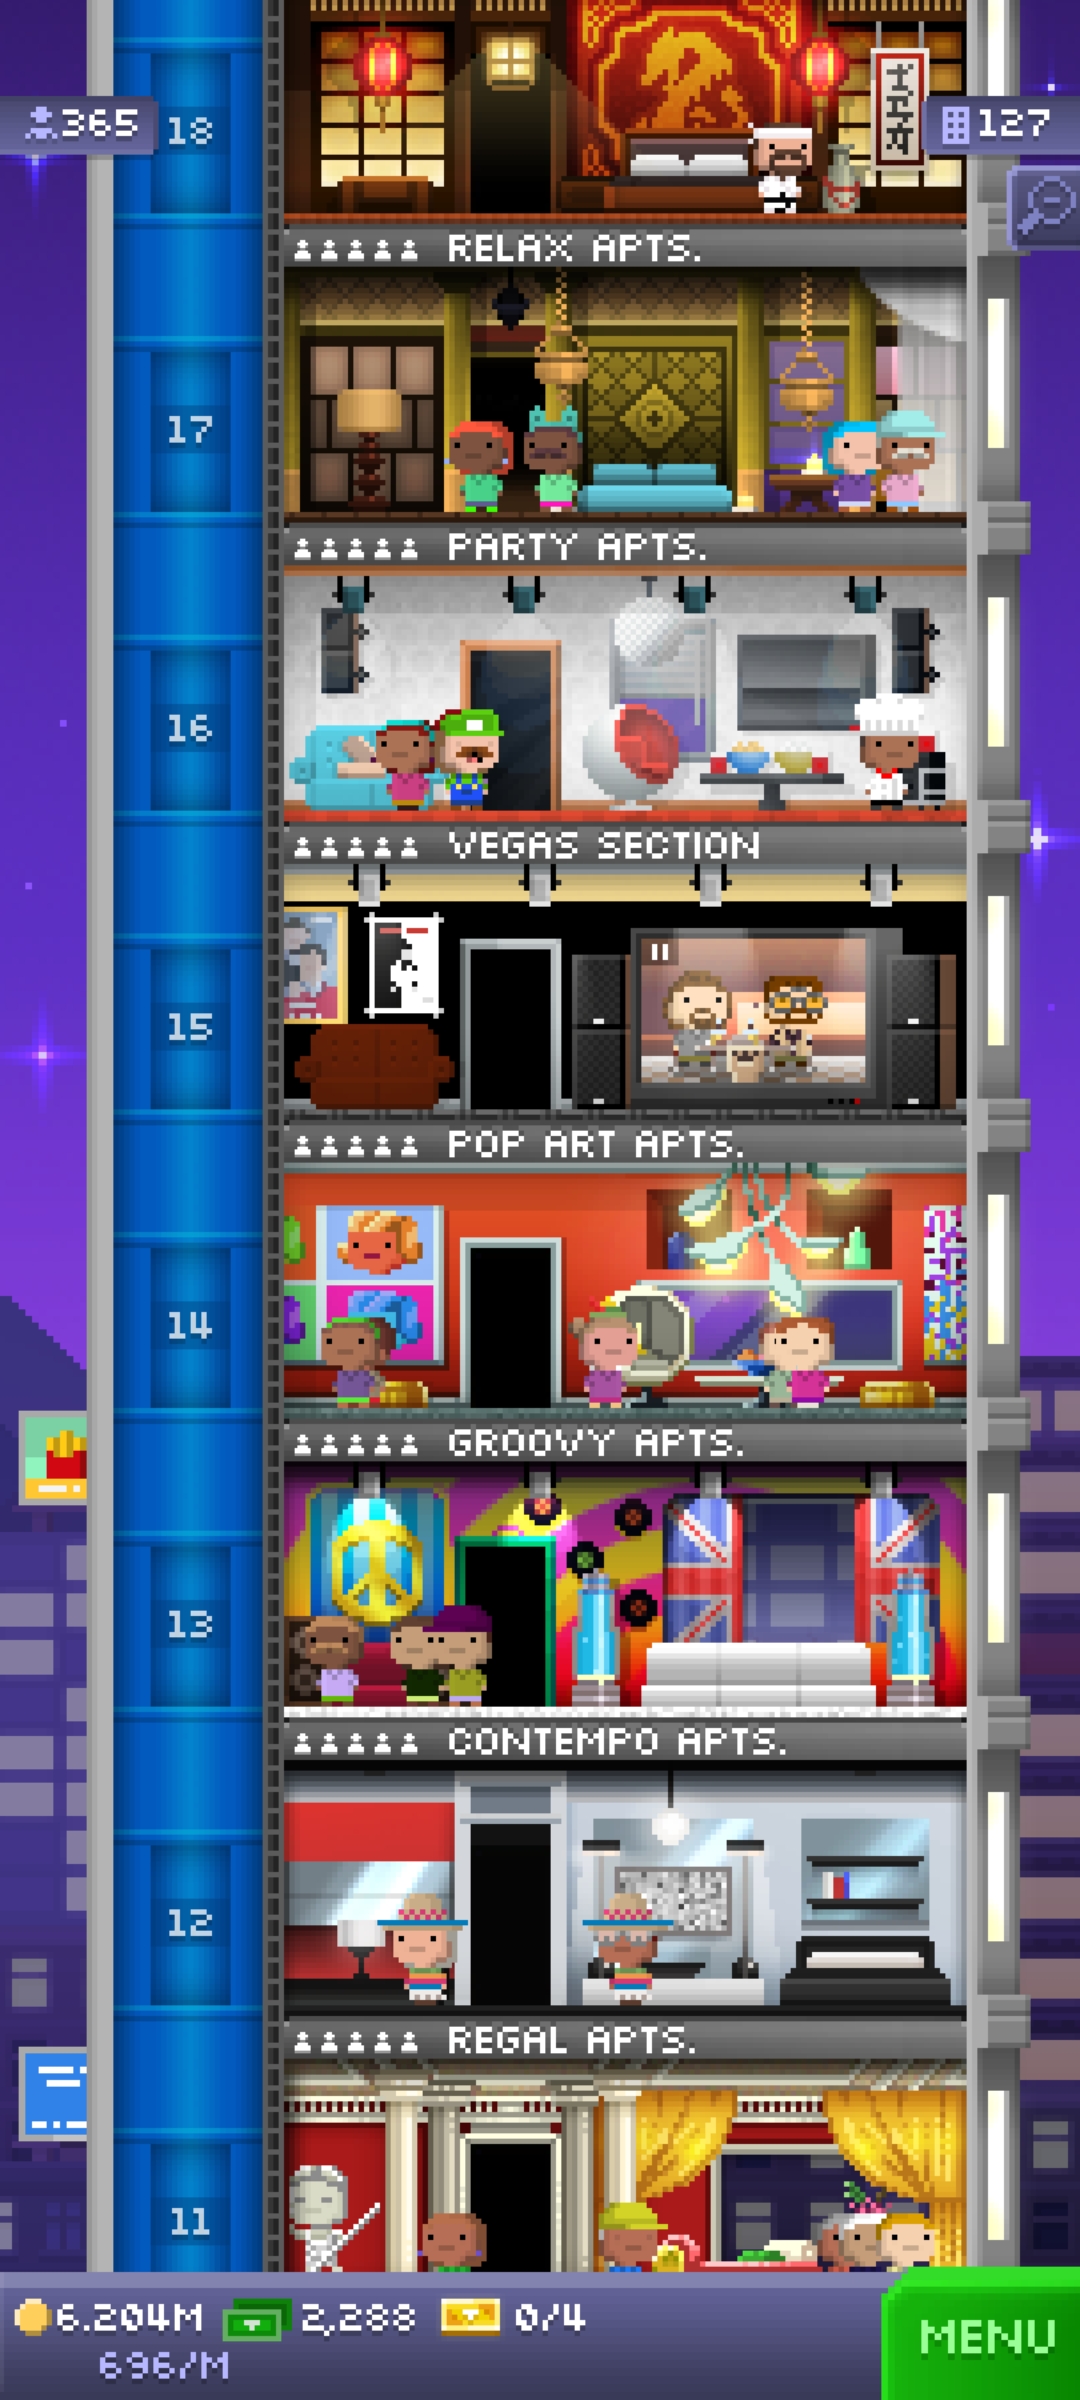 365
18
127
RELAX APTS.
17
PARTY APTS.
16
VEGAS SECTION
15
POP ART APTS.
14
GROOVY APTS.
13
CONTEMPO APTS.
12
REGAL APTS.
11
6.204M 2,288 0/4
696/M
MENU